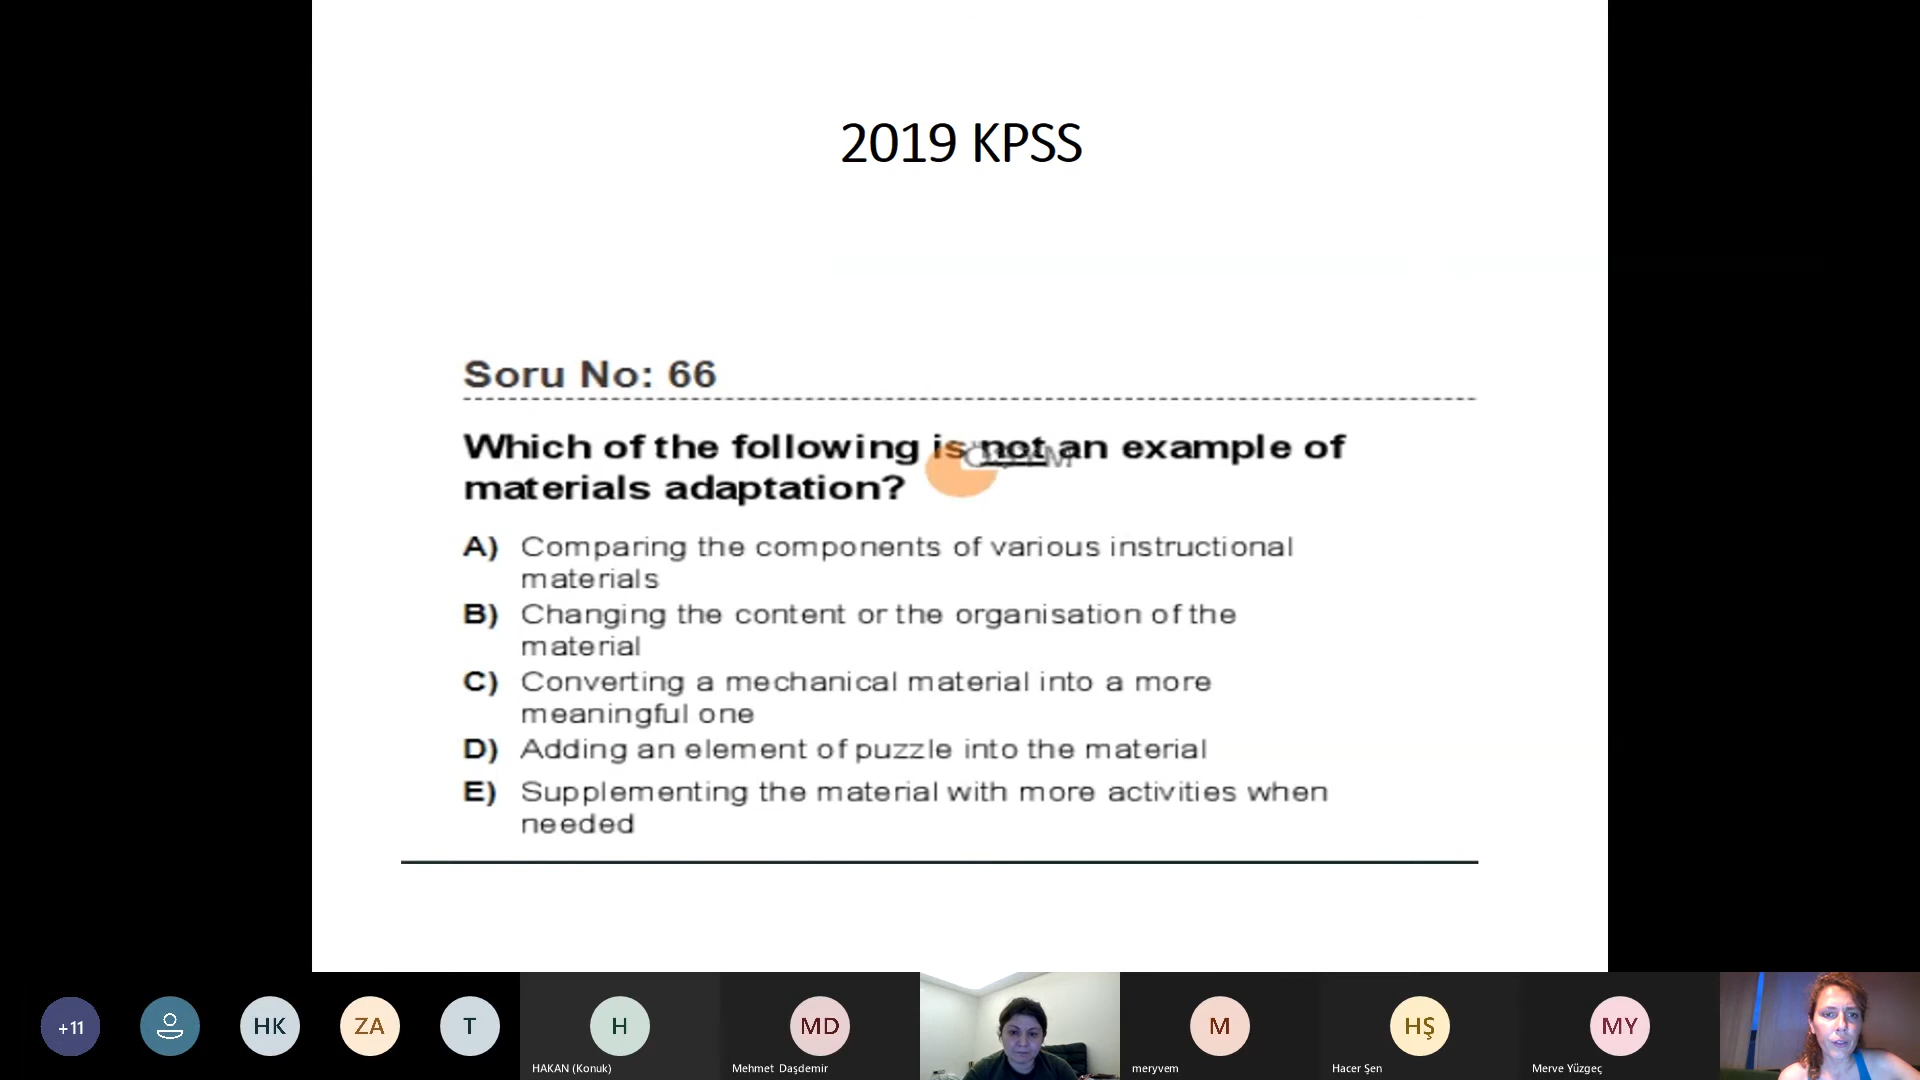 2019 KPSS
Soru No: 66
Which of the following is not an example of
materials adaptation?
ÖSYM
A) Comparing the components of various instructional
materials
B) Changing the content or the organisation of the
material
C) Converting a mechanical material into a more
meaningful one
D) Adding an element of puzzle into the material
E) Supplementing the material with more activities when
needed
+11
HK
ZA
T
H
MD
M
HŞ
MY
HAKAN (Konuk)
Mehmet Daşdemir
meryvem
Hacer Şen
Merve Yüzgeç